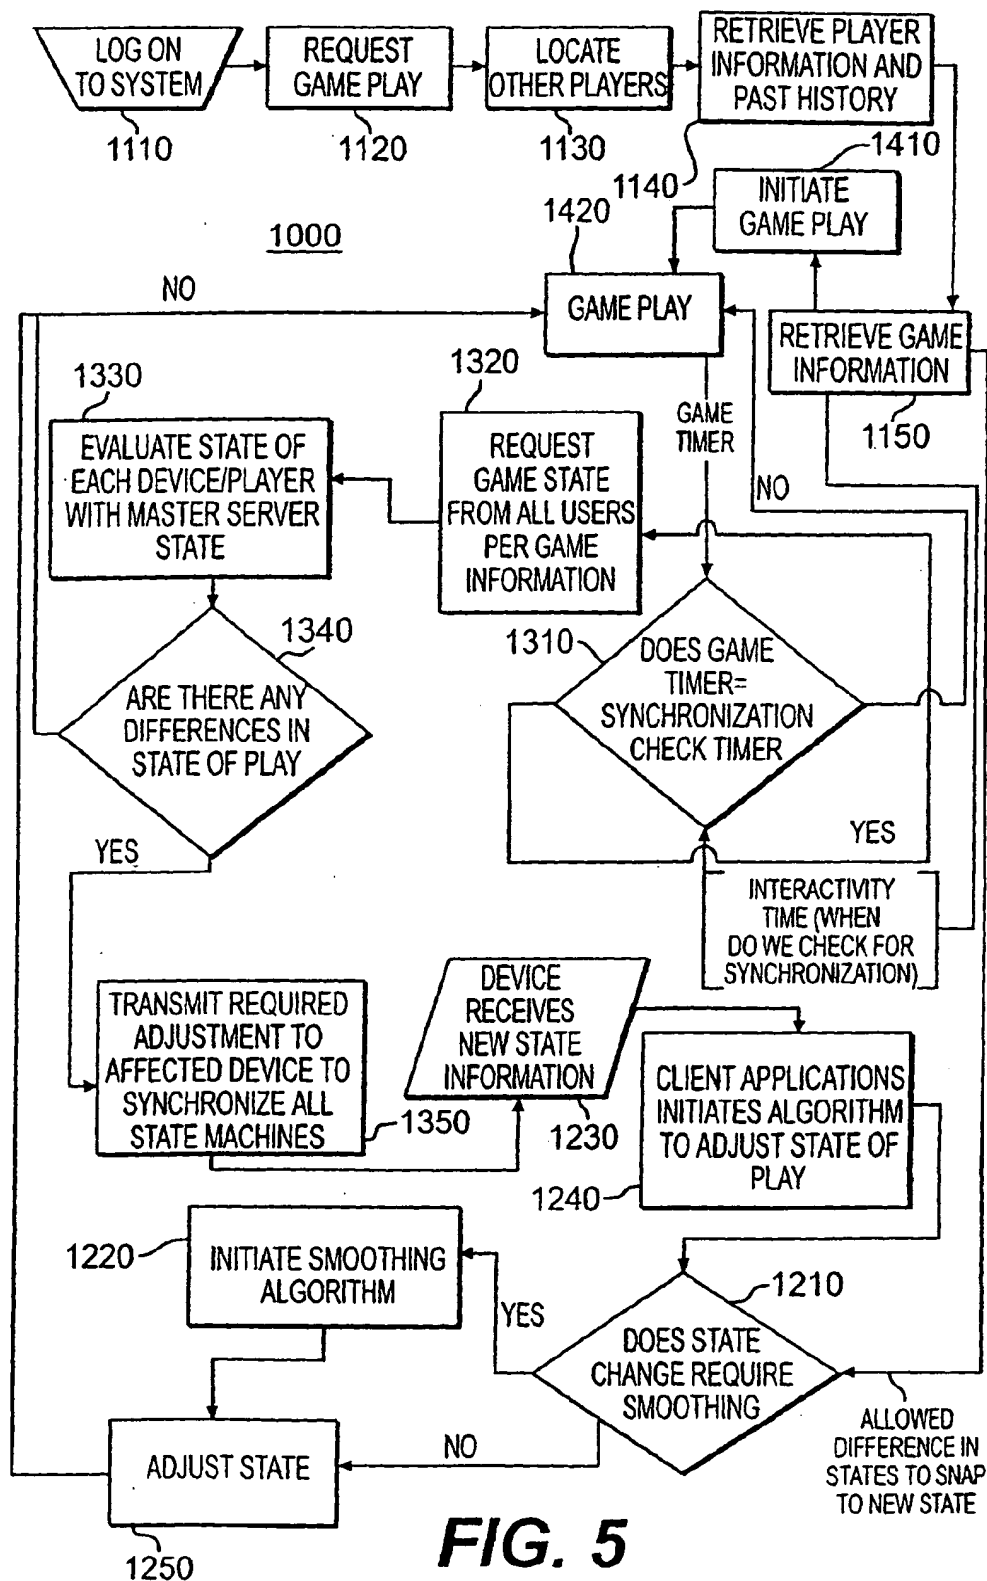 LOG ON
TO SYSTEM
1110
REQUEST
GAME PLAY
1120
LOCATE
OTHER PLAYERS
1130
RETRIEVE PLAYER
INFORMATION AND
PAST HISTORY
1140
1410
INITIATE
GAME PLAY
1420
1000
NO
GAME PLAY
RETRIEVE GAME
INFORMATION
1150
1330
EVALUATE STATE OF
EACH DEVICE/PLAYER
WITH MASTER SERVER
STATE
1320
REQUEST
GAME STATE
FROM ALL USERS
PER GAME
INFORMATION
GAME
TIMER
NO
1340
ARE THERE ANY
DIFFERENCES IN
STATE OF PLAY
1310
DOES GAME
TIMER=
SYNCHRONIZATION
CHECK TIMER
YES
YES
INTERACTIVITY
TIME (WHEN
DO WE CHECK FOR
SYNCHRONIZATION)
TRANSMIT REQUIRED
ADJUSTMENT TO
AFFECTED DEVICE TO
SYNCHRONIZE ALL
STATE MACHINES
1350
DEVICE
RECEIVES
NEW STATE
INFORMATION
1230
CLIENT APPLICATIONS
INITIATES ALGORITHM
TO ADJUST STATE OF
PLAY
1240
1220
INITIATE SMOOTHING
ALGORITHM
YES
1210
DOES STATE
CHANGE REQUIRE
SMOOTHING
ALLOWED
DIFFERENCE IN
STATES TO SNAP
TO NEW STATE
NO
ADJUST STATE
1250
FIG. 5